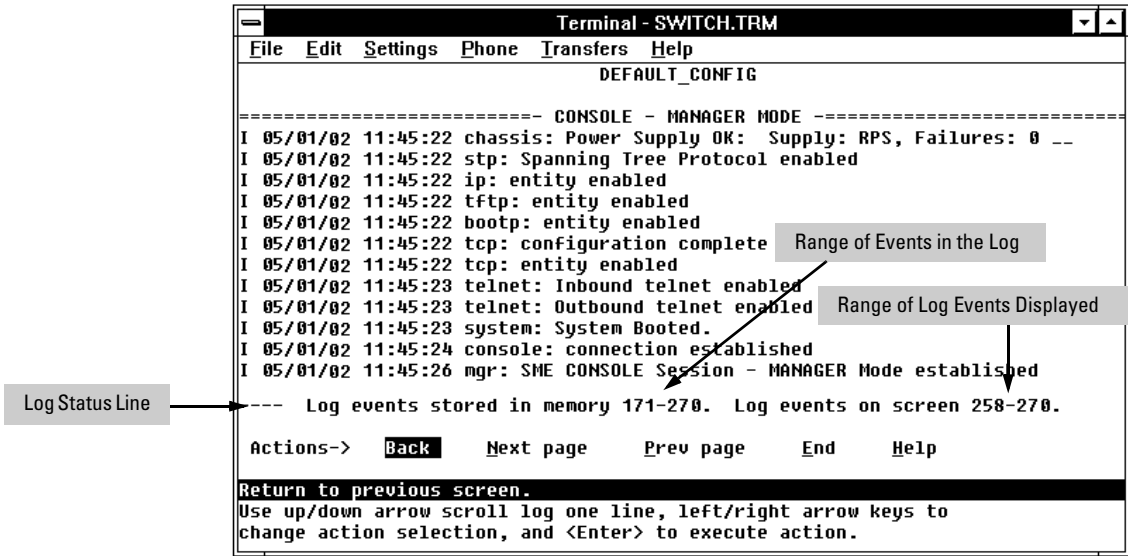 Terminal - SWITCH.TRM
File Edit Settings Phone Transfers Help
DEFAULT_CONFIG
==========================- CONSOLE - MANAGER MODE -============================
I 05/01/02 11:45:22 chassis: Power Supply OK: Supply: RPS, Failures: 0 __
I 05/01/02 11:45:22 stp: Spanning Tree Protocol enabled
I 05/01/02 11:45:22 ip: entity enabled
I 05/01/02 11:45:22 tftp: entity enabled
I 05/01/02 11:45:22 bootp: entity enabled
I 05/01/02 11:45:22 tcp: configuration complete
Range of Events in the Log
I 05/01/02 11:45:22 tcp: entity enabled
I 05/01/02 11:45:23 telnet: Inbound telnet enabled
I 05/01/02 11:45:23 telnet: Outbound telnet enabled
Range of Log Events Displayed
I 05/01/02 11:45:23 system: System Booted.
I 05/01/02 11:45:24 console: connection established
I 05/01/02 11:45:26 mgr: SME CONSOLE Session - MANAGER Mode established
Log Status Line
---- Log events stored in memory 171-270. Log events on screen 258-270.
Actions-> Back Next page Prev page End Help
Return to previous screen.
Use up/down arrow scroll log one line, left/right arrow keys to
change action selection, and <Enter> to execute action.